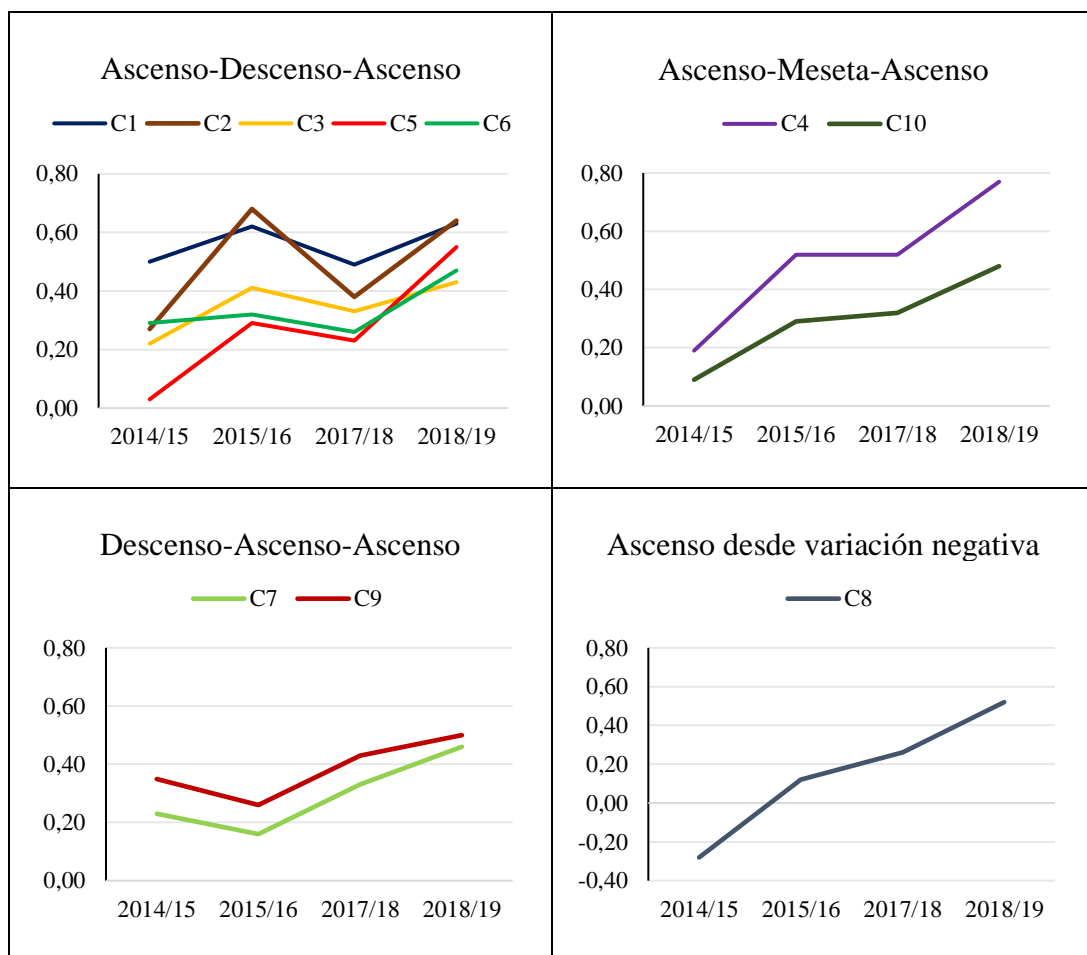 Ascenso-Descenso-Ascenso
C1 C2 C3 C5 C6
0,80
0,60
0,40
0,20
0,00
2014/15 2015/16 2017/18 2018/19
Ascenso-Meseta-Ascenso
C4 C10
0,80
0,60
0,40
0,20
0,00
2014/15 2015/16 2017/18 2018/19
Descenso-Ascenso-Ascenso
C7 C9
0,80
0,60
0,40
0,20
0,00
2014/15 2015/16 2017/18 2018/19
Ascenso desde variación negativa
C8
0,80
0,60
0,40
0,20
0,00
-0,20
-0,40
2014/15 2015/16 2017/18 2018/19